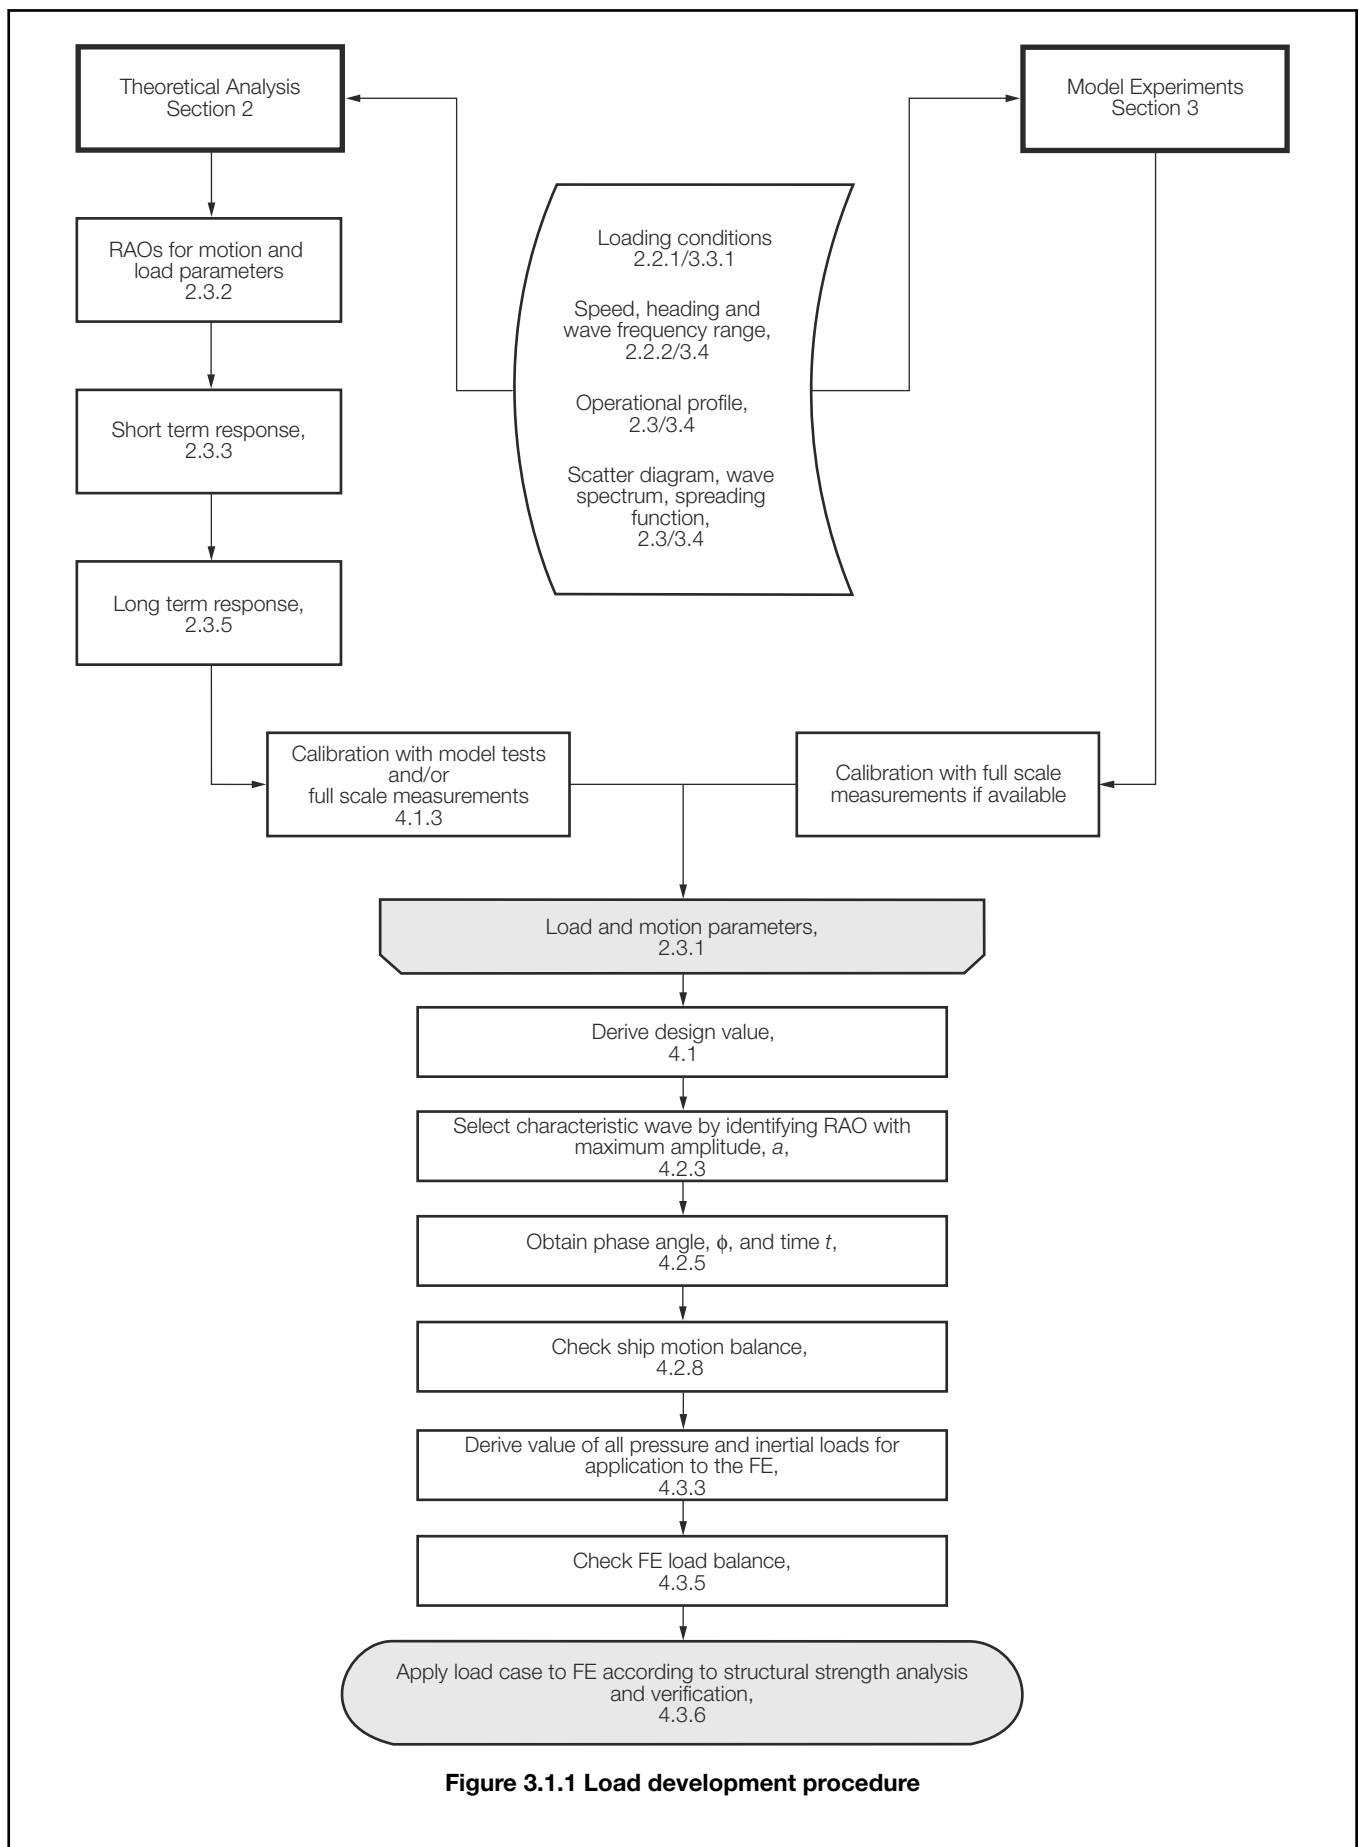 Theoretical Analysis
Section 2
Model Experiments
Section 3
RAOs for motion and
load parameters
2.3.2
Short term response,
2.3.3
Long term response,
2.3.5
Loading conditions
2.2.1/3.3.1
Speed, heading and
wave frequency range,
2.2.2/3.4
Operational profile,
2.3/3.4
Scatter diagram, wave
spectrum, spreading
function,
2.3/3.4
Calibration with model tests
and/or
full scale measurements
4.1.3
Calibration with full scale
measurements if available
Load and motion parameters,
2.3.1
Derive design value,
4.1
Select characteristic wave by identifying RAO with
maximum amplitude, a,
4.2.3
Obtain phase angle, ϕ, and time t,
4.2.5
Check ship motion balance,
4.2.8
Derive value of all pressure and inertial loads for
application to the FE,
4.3.3
Check FE load balance,
4.3.5
Apply load case to FE according to structural strength analysis
and verification,
4.3.6
Figure 3.1.1 Load development procedure